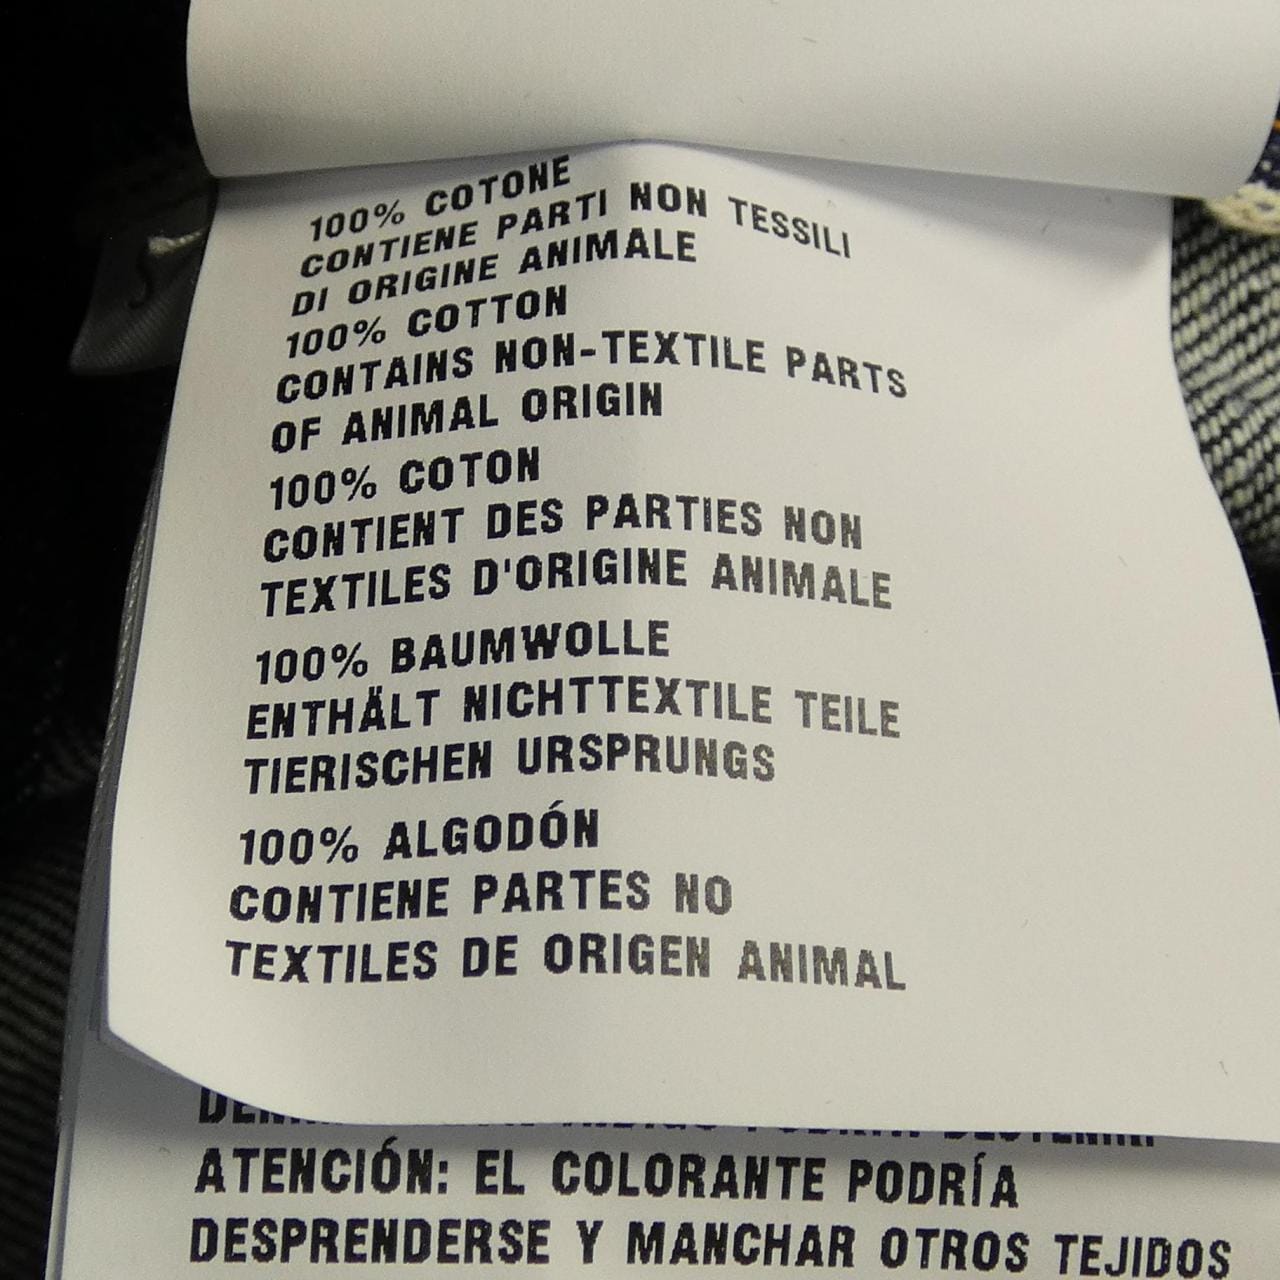 100% COTONE
CONTIENE PARTI NON TESSILI
DI ORIGINE ANIMALE
100% COTTON
CONTAINS NON-TEXTILE PARTS
OF ANIMAL ORIGIN
100% COTON
CONTIENT DES PARTIES NON
TEXTILES D'ORIGINE ANIMALE
100% BAUMWOLLE
ENTHÄLT NICHTTEXTILE TEILE
TIERISCHEN URSPRUNGS
100% ALGODÓN
CONTIENE PARTES NO
TEXTILES DE ORIGEN ANIMAL
ATENCIÓN: EL COLORANTE PODRÍA
DESPRENDERSE Y MANCHAR OTROS TEJIDOS